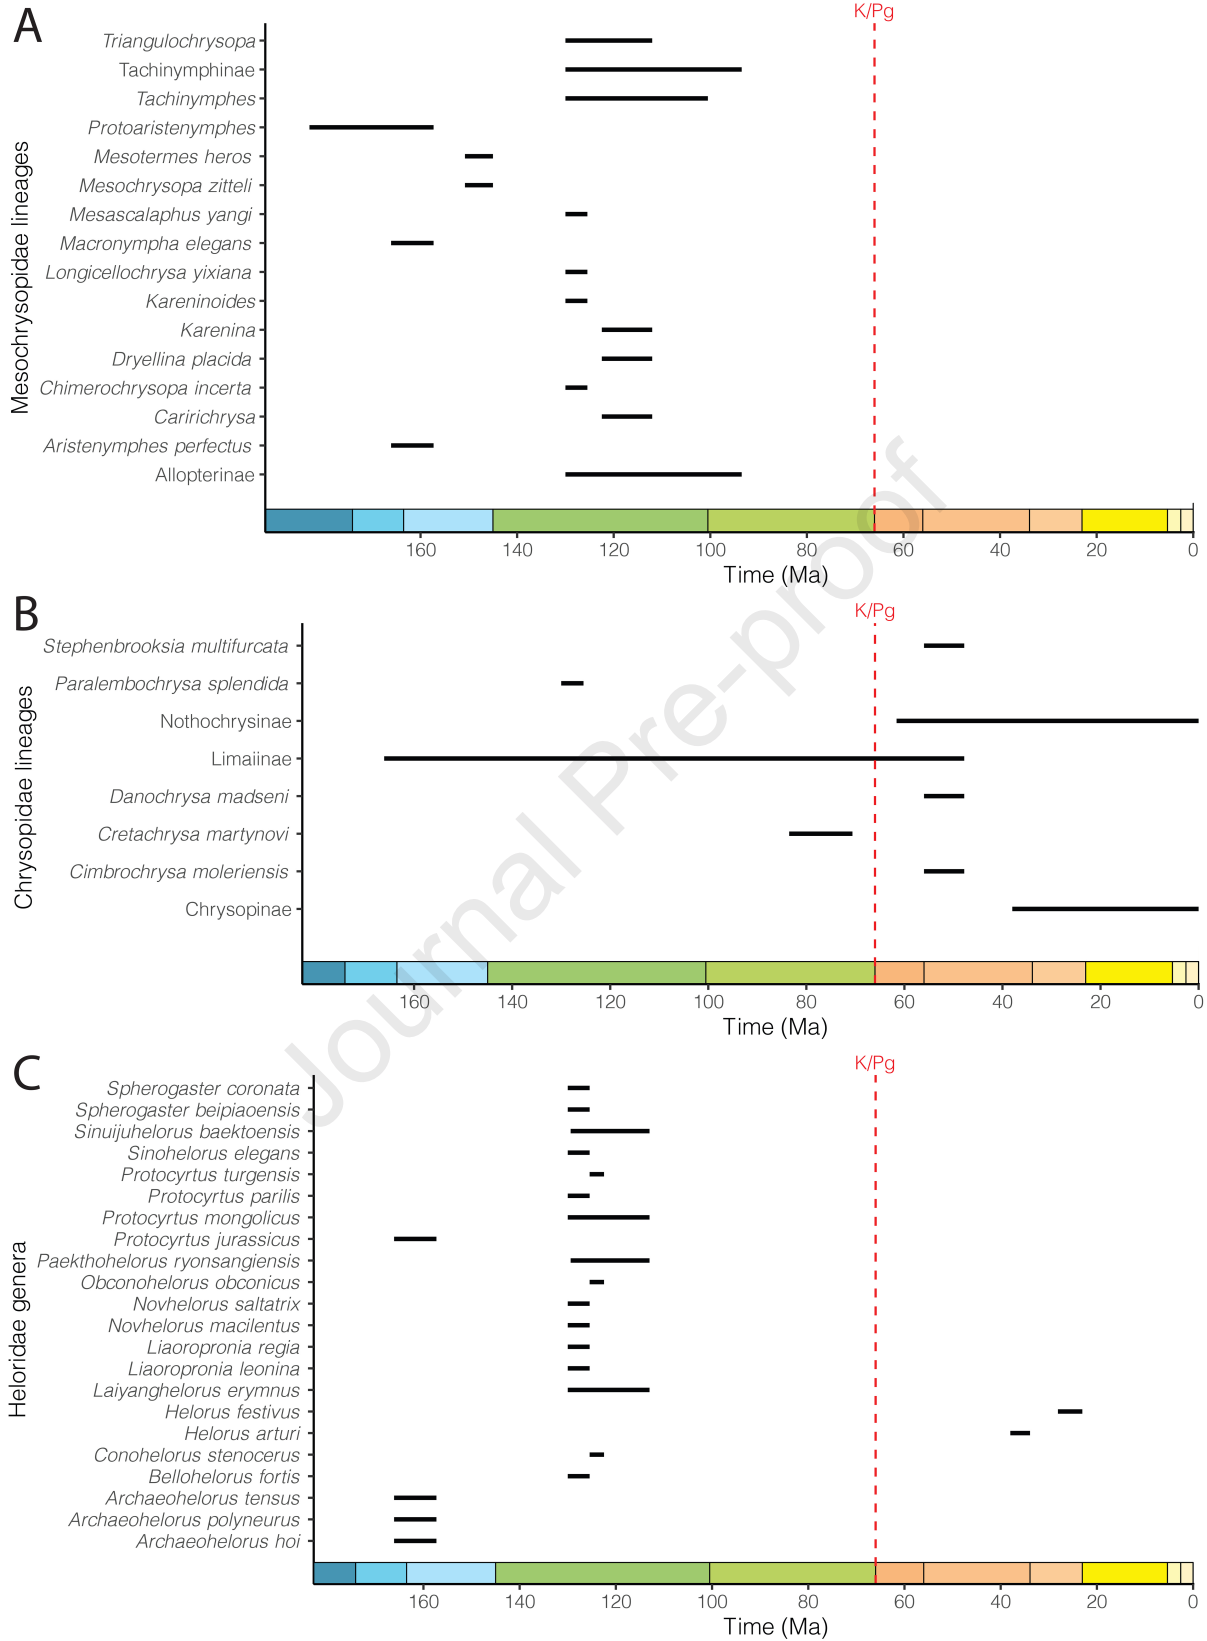 A
K/Pg
Mesochrysopidae lineages
Triangulochrysopa
Tachinymphinae
Tachinymphes
Protoaristenymphes
Mesotermes heros
Mesochrysopa zitteli
Mesascalaphus yangi
Macronympha elegans
Longicellochrysa yixiana
Kareninoides
Karenina
Dryellina placida
Chimerochrysopa incerta
Caririchrysa
Aristenymphes perfectus
Allopterinae
160 140 120 100 80 60 40 20 0
Time (Ma)
B
K/Pg
Chrysopidae lineages
Stephenbrooksia multifurcata
Paralembochrysa splendida
Nothochrysinae
Limaiinae
Danochrysa madseni
Cretachrysa martynovi
Cimbrochrysa moleriensis
Chrysopinae
160 140 120 100 80 60 40 20 0
Time (Ma)
C
K/Pg
Heloridae genera
Spherogaster coronata
Spherogaster beipiaoensis
Sinuijuhelorus baektoensis
Sinohelorus elegans
Protocyrtus turgensis
Protocyrtus parilis
Protocyrtus mongolicus
Protocyrtus jurassicus
Paekthohelorus ryonsangiensis
Obconohelorus obconicus
Novhelorus saltatrix
Novhelorus macilentus
Liaoropronia regia
Liaoropronia leonina
Laiyanghelorus erymnus
Helorus festivus
Helorus arturi
Conohelorus stenocerus
Bellohelorus fortis
Archaeohelorus tensus
Archaeohelorus polyneurus
Archaeohelorus hoi
160 140 120 100 80 60 40 20 0
Time (Ma)
Journal Pre-proof